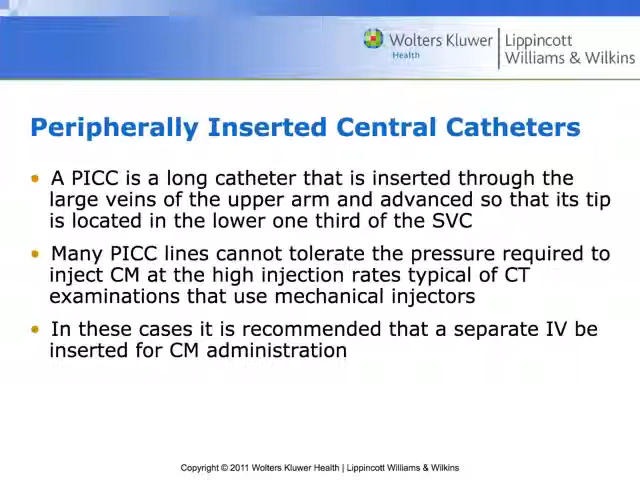 Wolters Kluwer
Health
Lippincott
Williams & Wilkins
Peripherally Inserted Central Catheters
• A PICC is a long catheter that is inserted through the
large veins of the upper arm and advanced so that its tip
is located in the lower one third of the SVC
• Many PICC lines cannot tolerate the pressure required to
inject CM at the high injection rates typical of CT
examinations that use mechanical injectors
• In these cases it is recommended that a separate IV be
inserted for CM administration
Copyright © 2011 Wolters Kluwer Health | Lippincott Williams & Wilkins